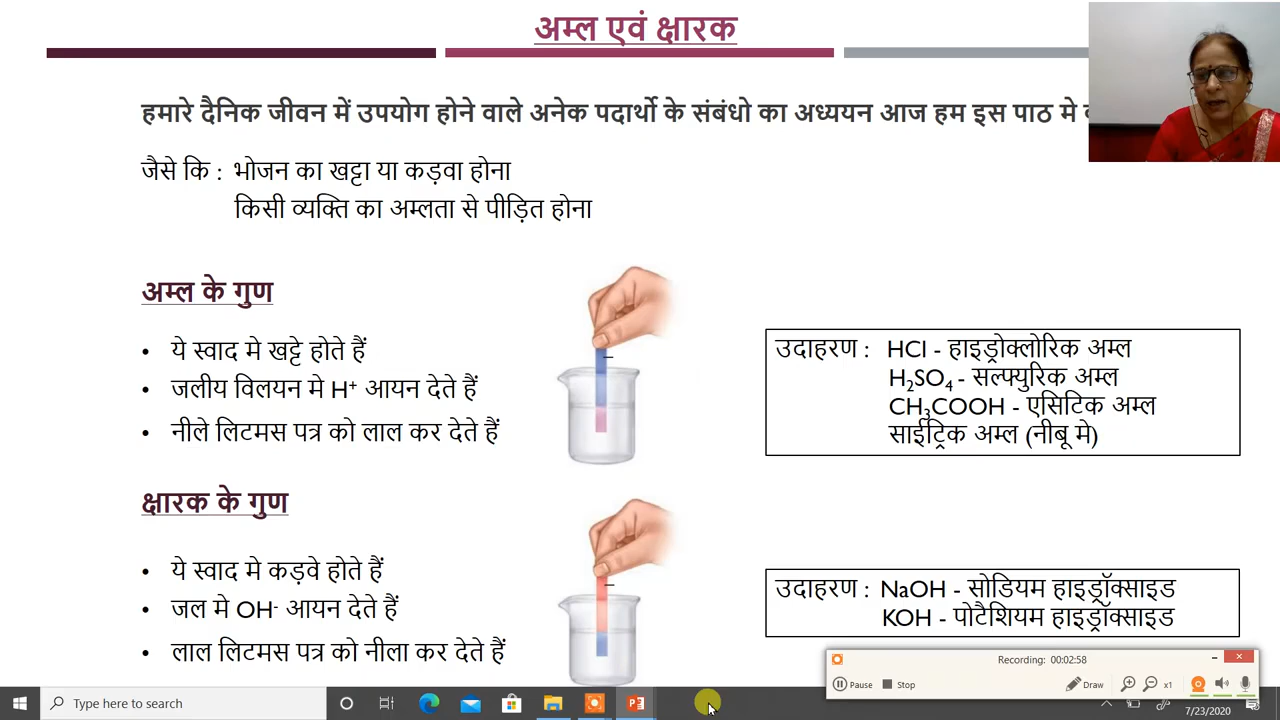 अम्ल एवं क्षारक
हमारे दैनिक जीवन में उपयोग होने वाले अनेक पदार्थो के संबंधो का अध्ययन आज हम इस पाठ मे
जैसे कि : भोजन का खट्टा या कड़वा होना
किसी व्यक्ति का अम्लता से पीड़ित होना
अम्ल के गुण
• ये स्वाद मे खट्टे होते हैं
• जलीय विलयन मे H⁺ आयन देते हैं
• नीले लिटमस पत्र को लाल कर देते हैं
उदाहरण : HCl - हाइड्रोक्लोरिक अम्ल
H₂SO₄ - सल्फ्युरिक अम्ल
CH₃COOH - एसिटिक अम्ल
साईट्रिक अम्ल (नीबू मे)
क्षारक के गुण
• ये स्वाद मे कड़वे होते हैं
• जल मे OH⁻ आयन देते हैं
• लाल लिटमस पत्र को नीला कर देते हैं
उदाहरण : NaOH - सोडियम हाइड्रॉक्साइड
KOH - पोटैशियम हाइड्रॉक्साइड
Recording: 00:02:58
Pause Stop Draw x1
Type here to search
7/23/2020